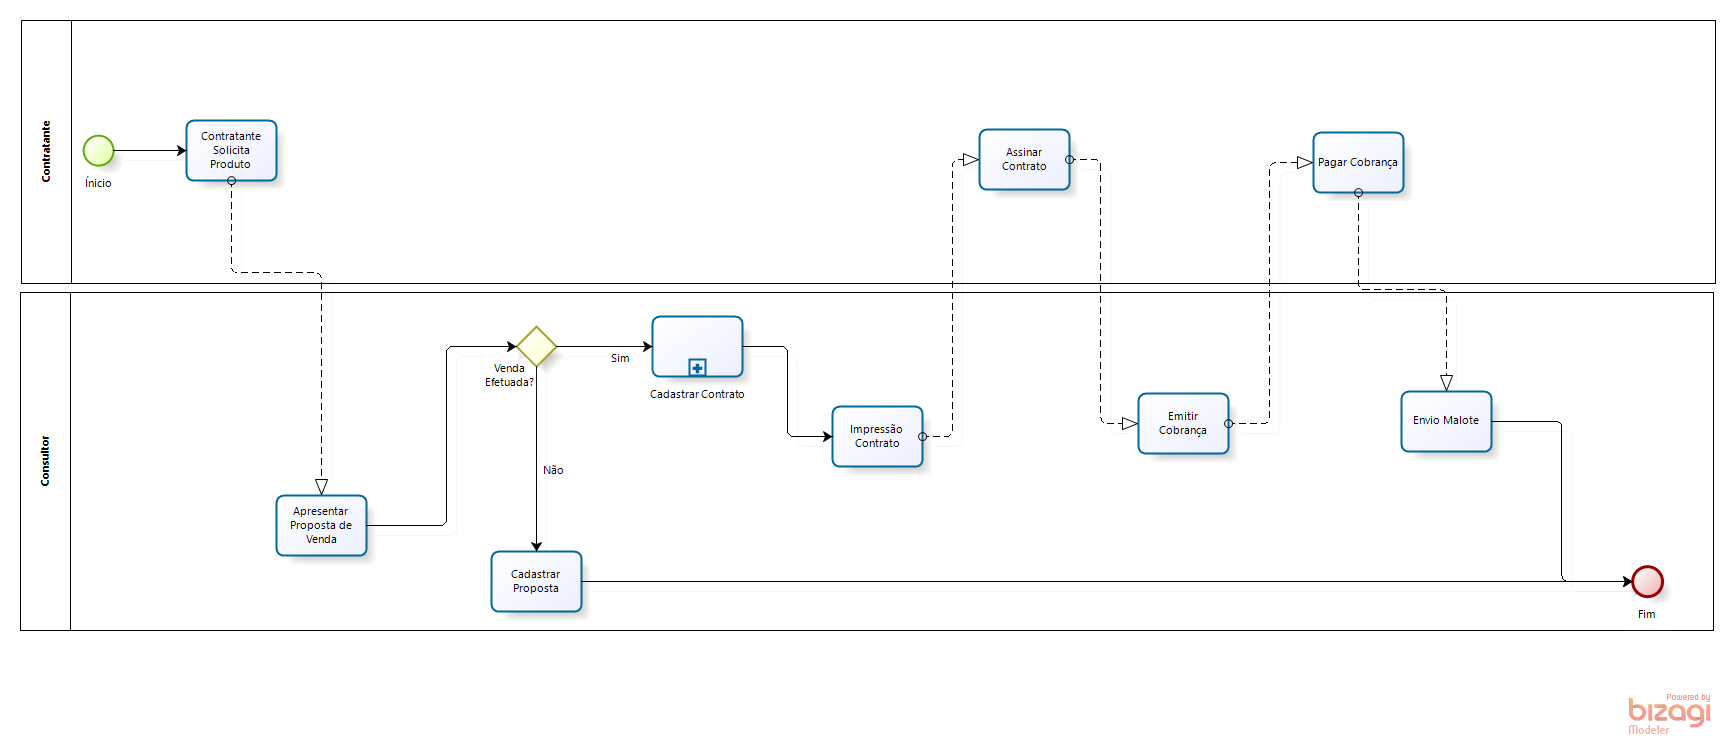 Contratante
Ínicio
Contratante
Solicita
Produto
Assinar
Contrato
Pagar Cobrança
Consultor
Apresentar
Proposta de
Venda
Venda
Efetuada?
Sim
Não
Cadastrar Contrato
Cadastrar
Proposta
Impressão
Contrato
Emitir
Cobrança
Envio Malote
Fim
Powered by
bizagi
Modeler